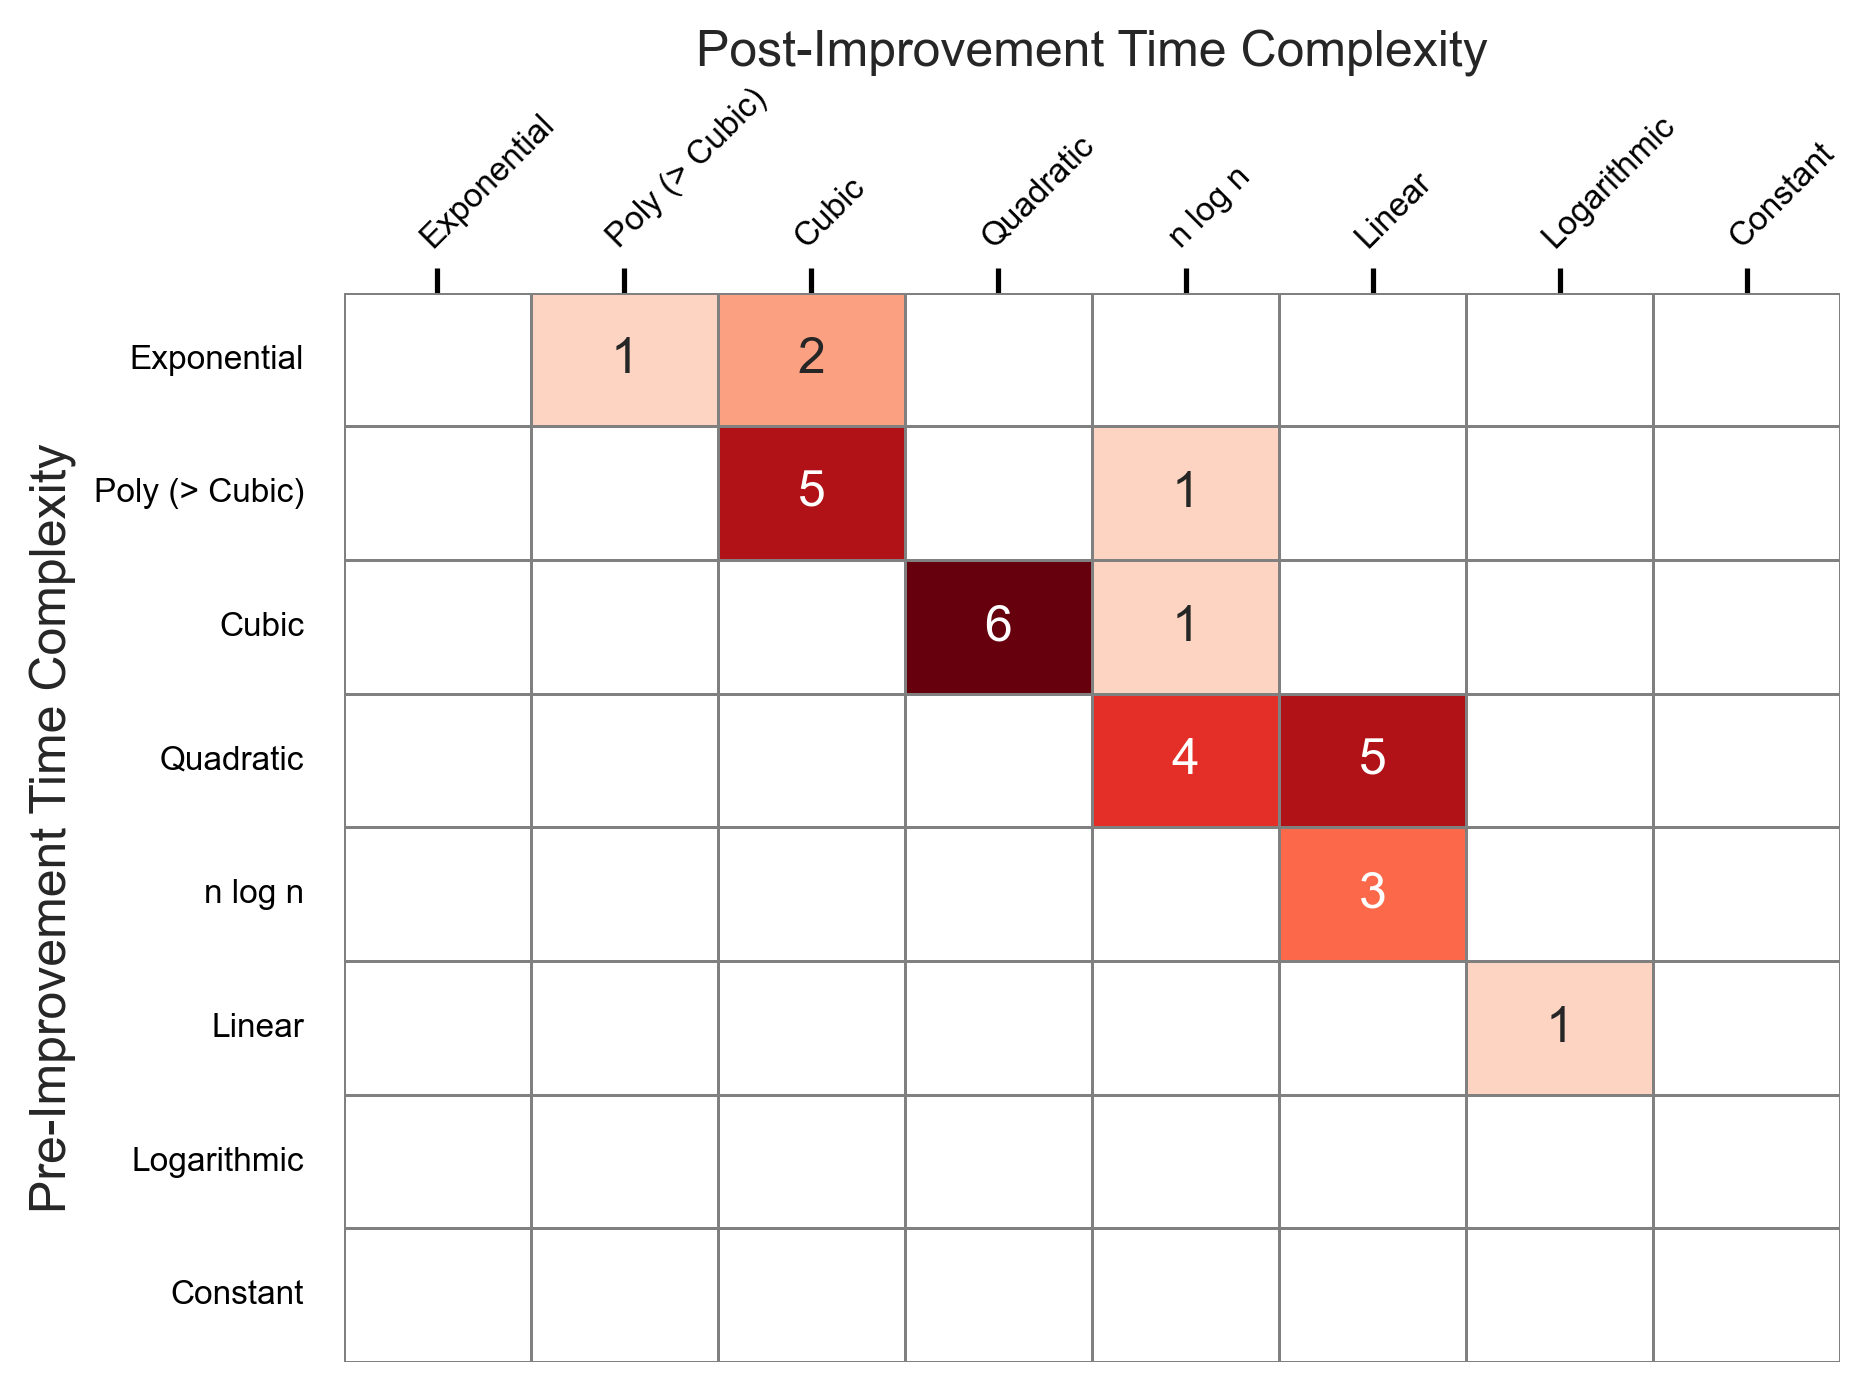 Post-Improvement Time Complexity
Exponential
Poly (> Cubic)
Cubic
Quadratic
n log n
Linear
Logarithmic
Constant
Pre-Improvement Time Complexity
Exponential 1 2
Poly (> Cubic) 5 1
Cubic 6 1
Quadratic 4 5
n log n 3
Linear 1
Logarithmic
Constant